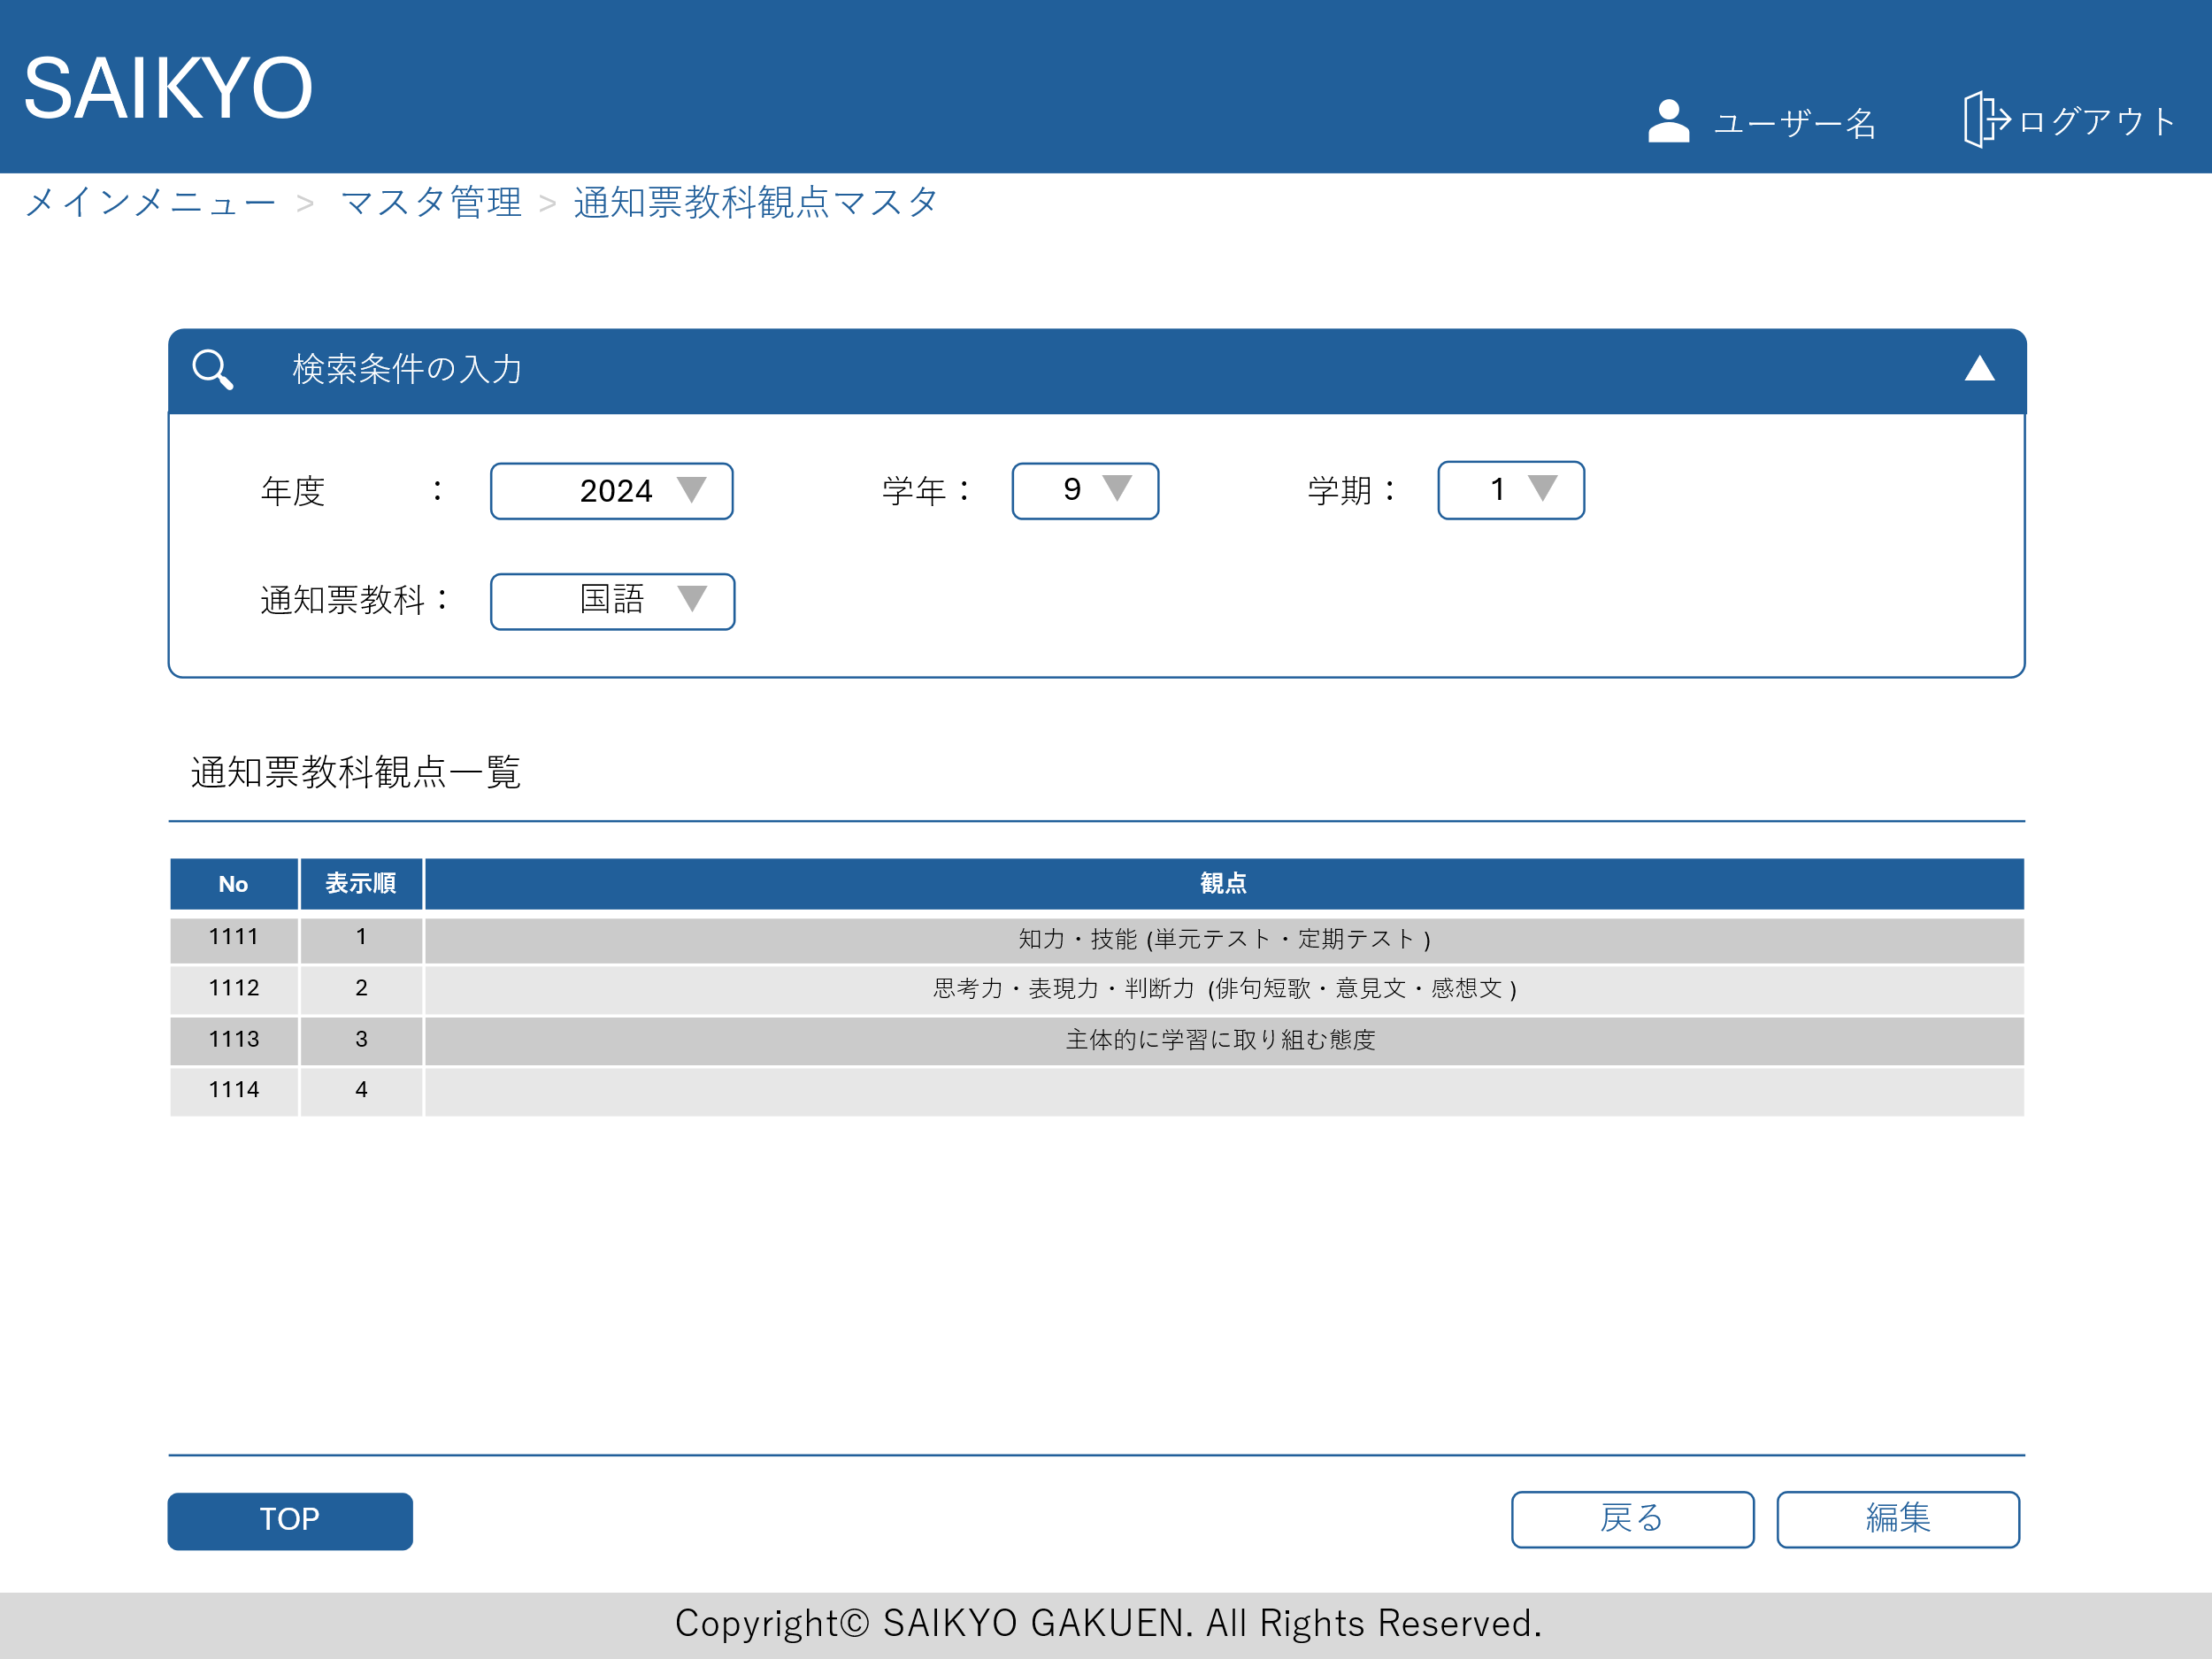 SAIKYO
ユーザー名 ログアウト
メインメニュー > マスタ管理 > 通知票教科観点マスタ
検索条件の入力
年度 : 2024 学年: 9 学期: 1
通知票教科: 国語
通知票教科観点一覧
No 表示順 観点
1111 1 知力・技能 (単元テスト・定期テスト )
1112 2 思考力・表現力・判断力 (俳句短歌・意見文・感想文 )
1113 3 主体的に学習に取り組む態度
1114 4
TOP 戻る 編集
Copyright© SAIKYO GAKUEN. All Rights Reserved.